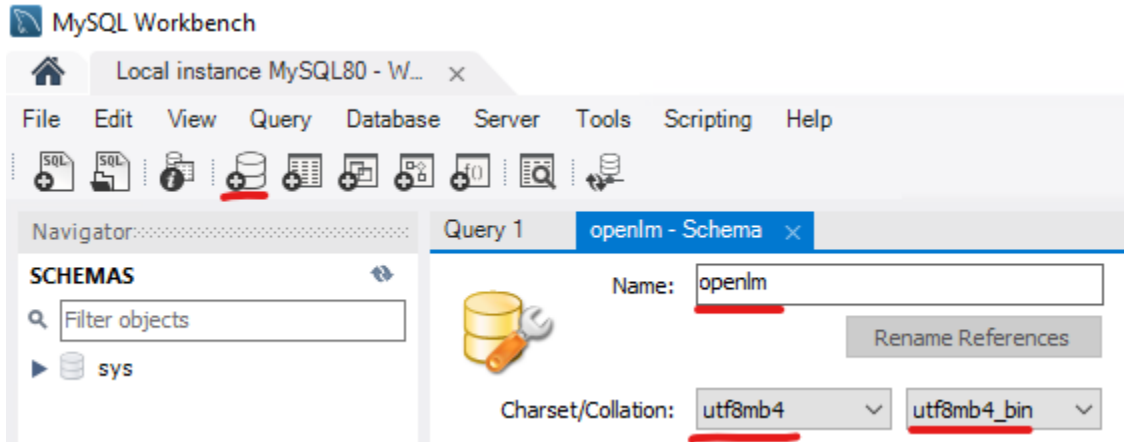 MySQL Workbench
Local instance MySQL80 - W...
File Edit View Query Database Server Tools Scripting Help
SQL SQL f()
Navigator Query 1 openlm - Schema
SCHEMAS
Name: openlm
Filter objects
Rename References
sys
Charset/Collation: utf8mb4 utf8mb4_bin